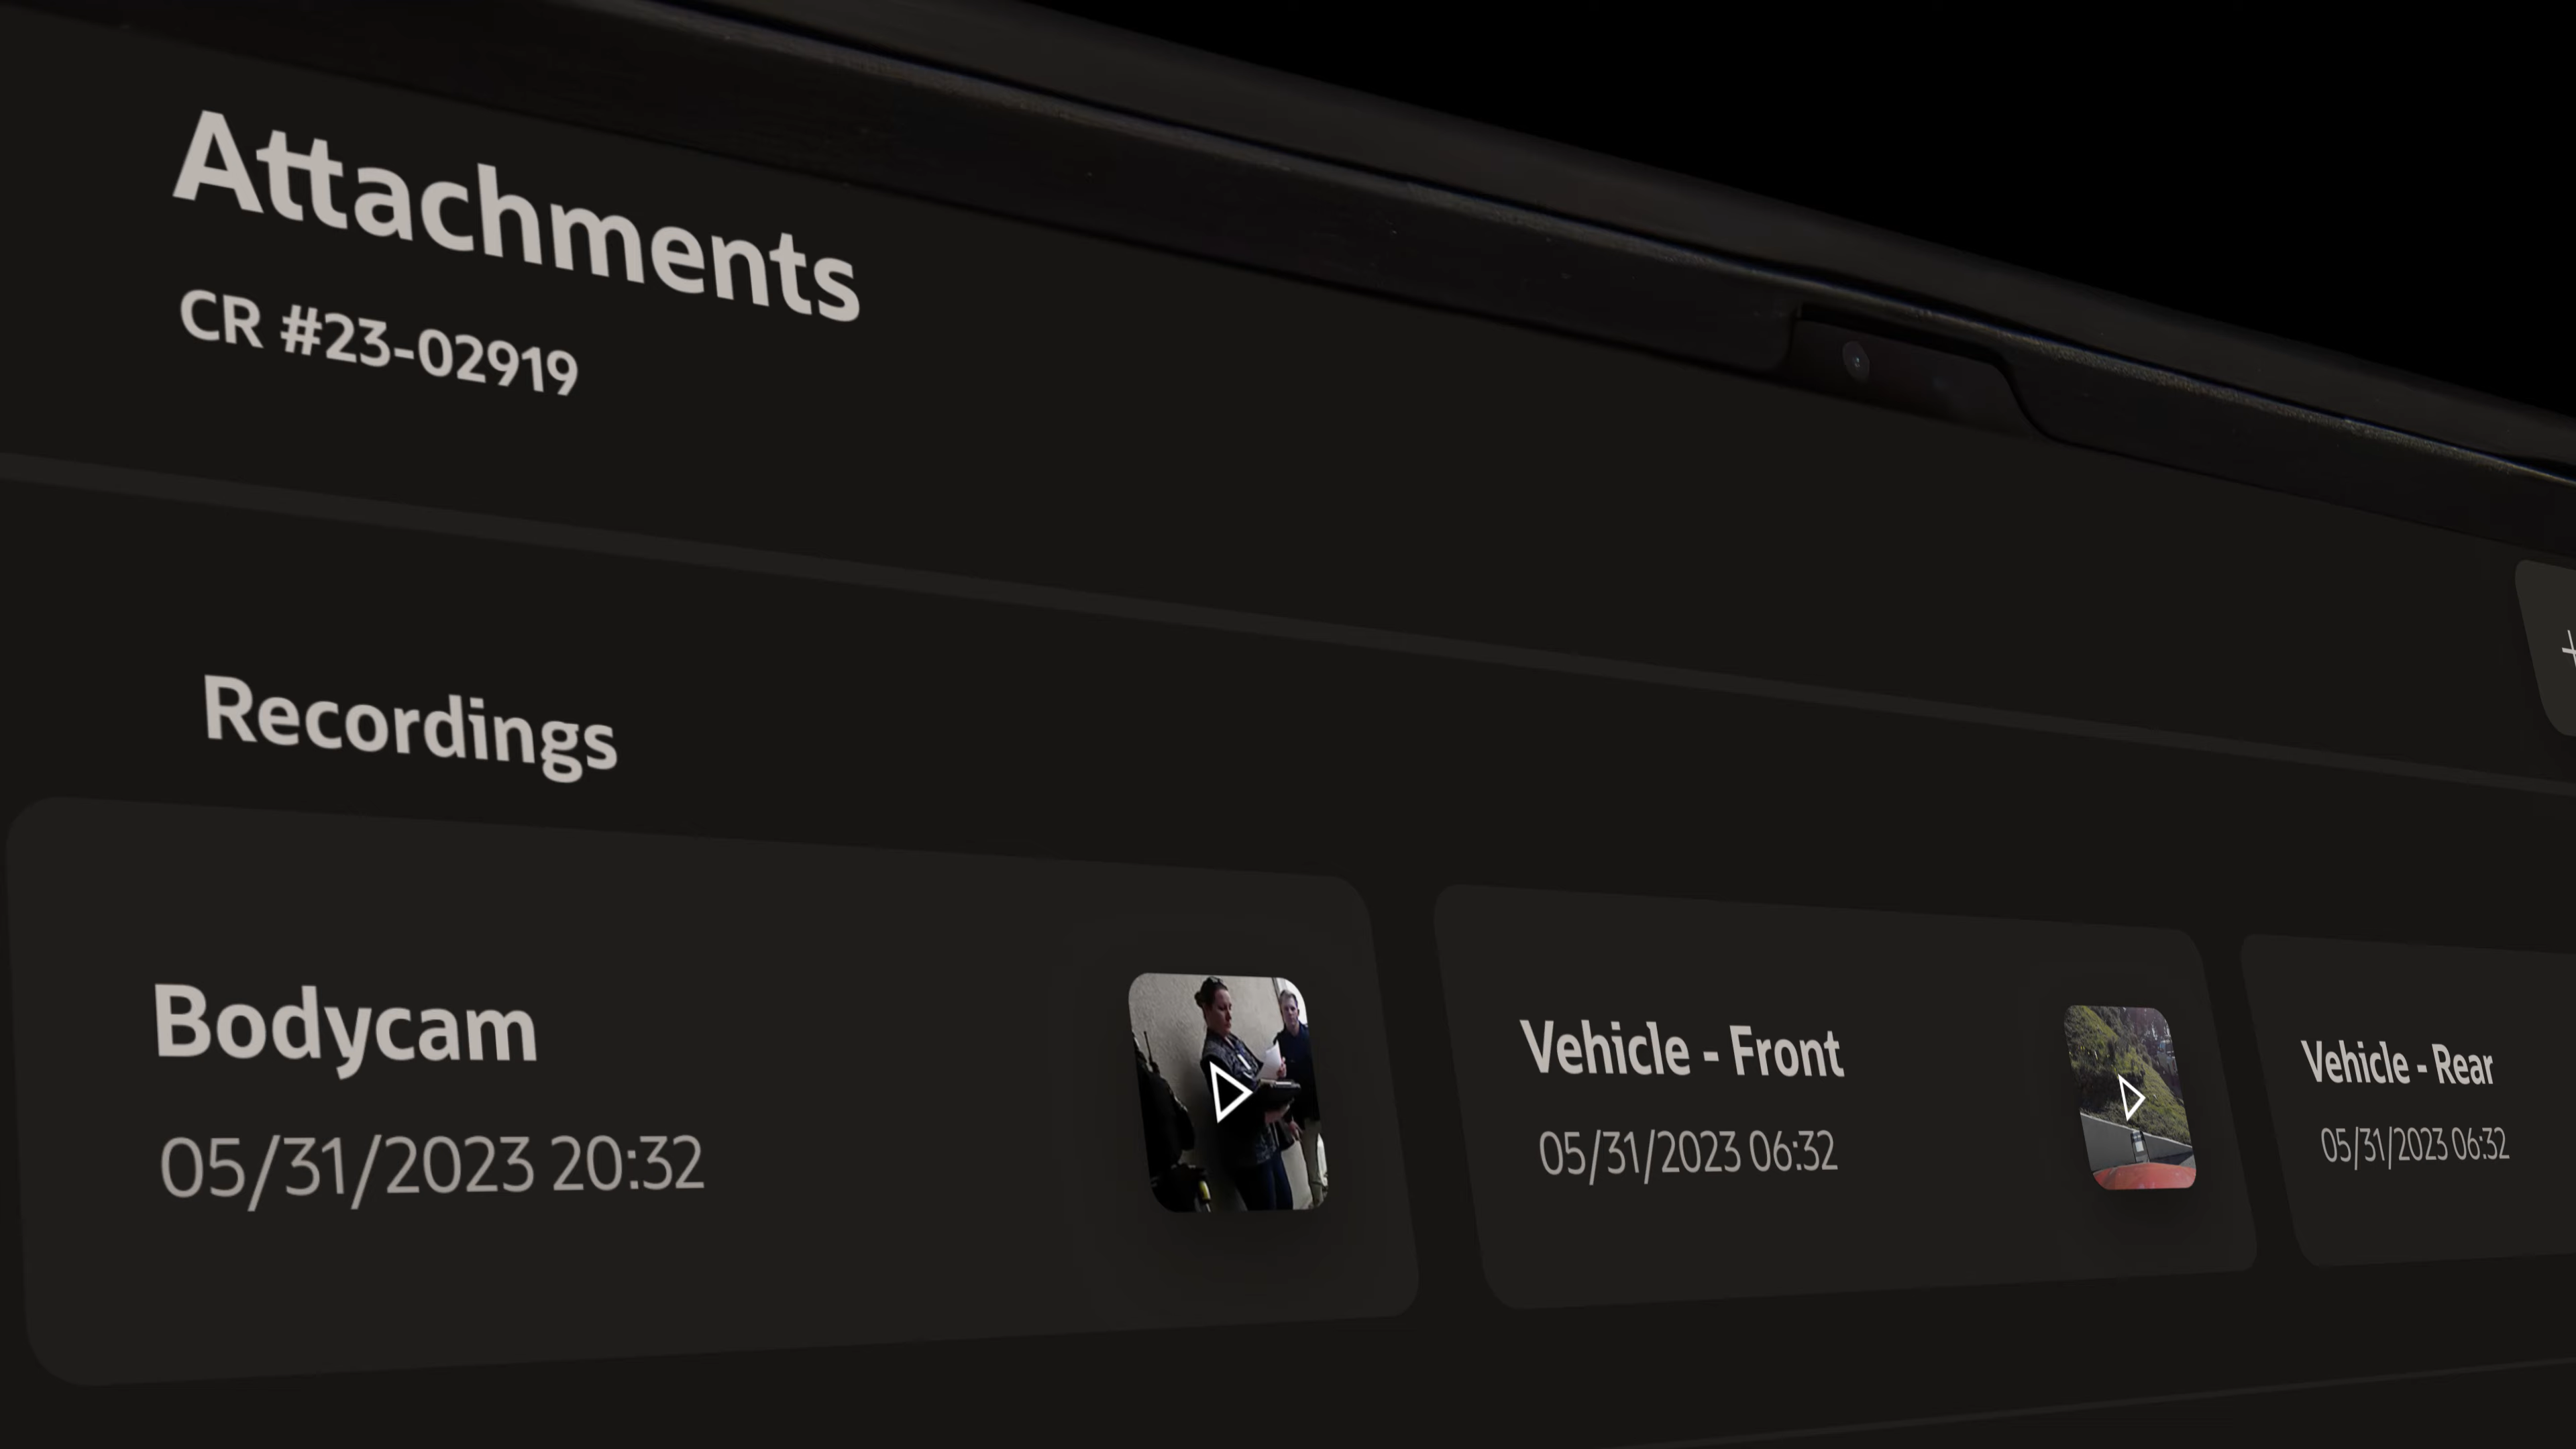 Attachments
CR #23-02919
Recordings
Bodycam
05/31/2023 20:32
Vehicle - Front
05/31/2023 06:32
Vehicle - Rear
05/31/2023 06:32